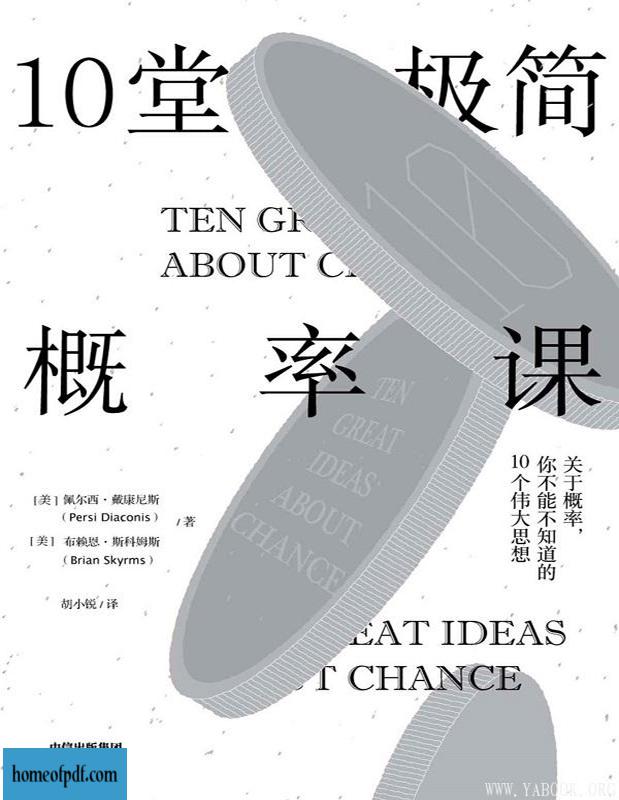 10堂极简
TEN GR
ABOUT C
概率课
TEN
GREAT
IDEAS
ABOUT
CHANCE
10
关于概率，
你不能不知道的
10个伟大思想
[美] 佩尔西·戴康尼斯
（Persi Diaconis）
/著
[美] 布赖恩·斯科姆斯
（Brian Skyrms）
胡小锐/译
EAT IDEAS
T CHANCE
中信出版集团
homeofpdf.com
WWW.YABOOK.ORG